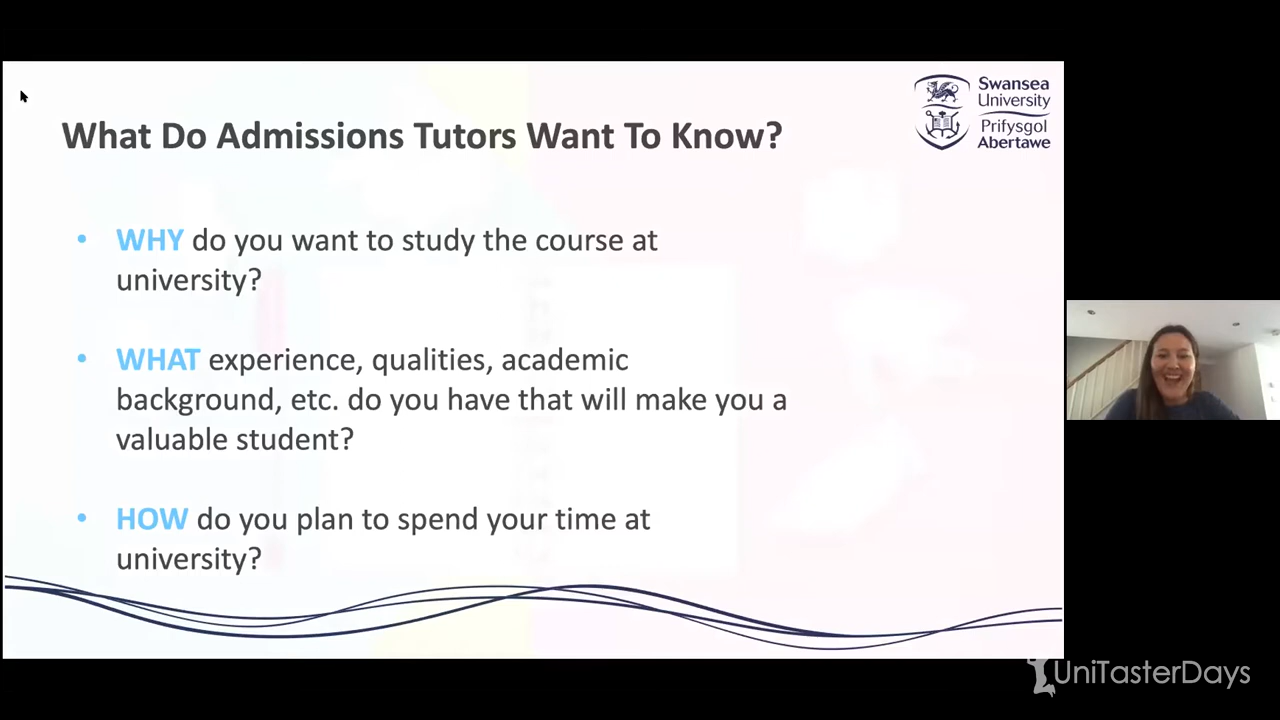 Swansea
University
Prifysgol
Abertawe
What Do Admissions Tutors Want To Know?
• WHY do you want to study the course at
university?
• WHAT experience, qualities, academic
background, etc. do you have that will make you a
valuable student?
• HOW do you plan to spend your time at
university?
UniTasterDays